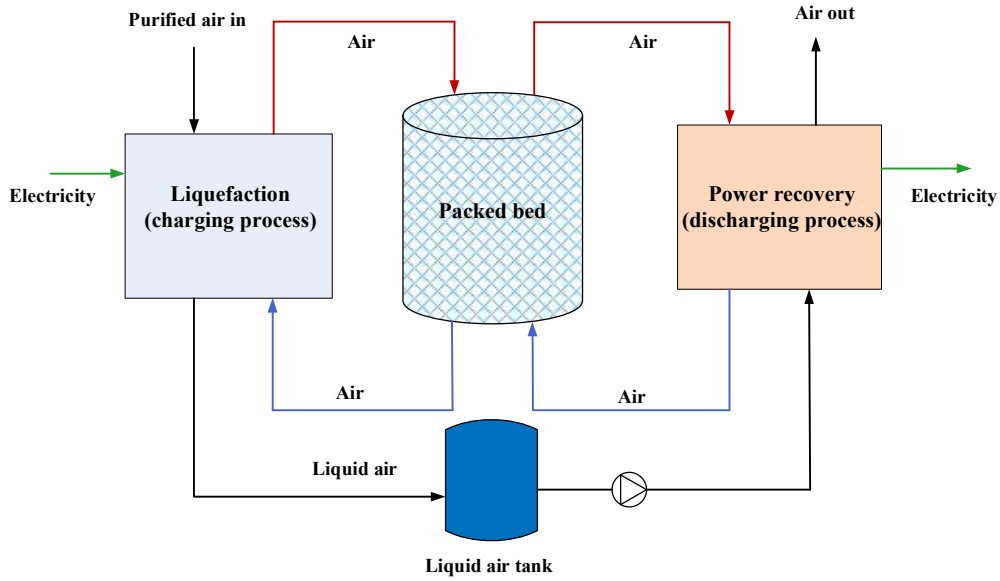 Purified air in
Air
Air
Air out
Electricity
Liquefaction
(charging process)
Packed bed
Power recovery
(discharging process)
Electricity
Air
Air
Liquid air
Liquid air tank